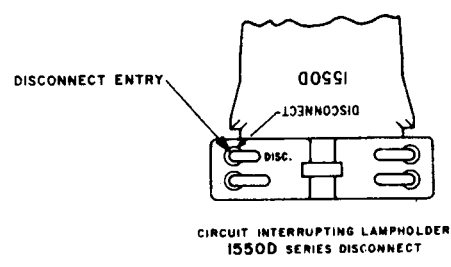 1550D
DISCONNECT
DISCONNECT ENTRY
DISC.
CIRCUIT INTERRUPTING LAMPHOLDER
1550D SERIES DISCONNECT